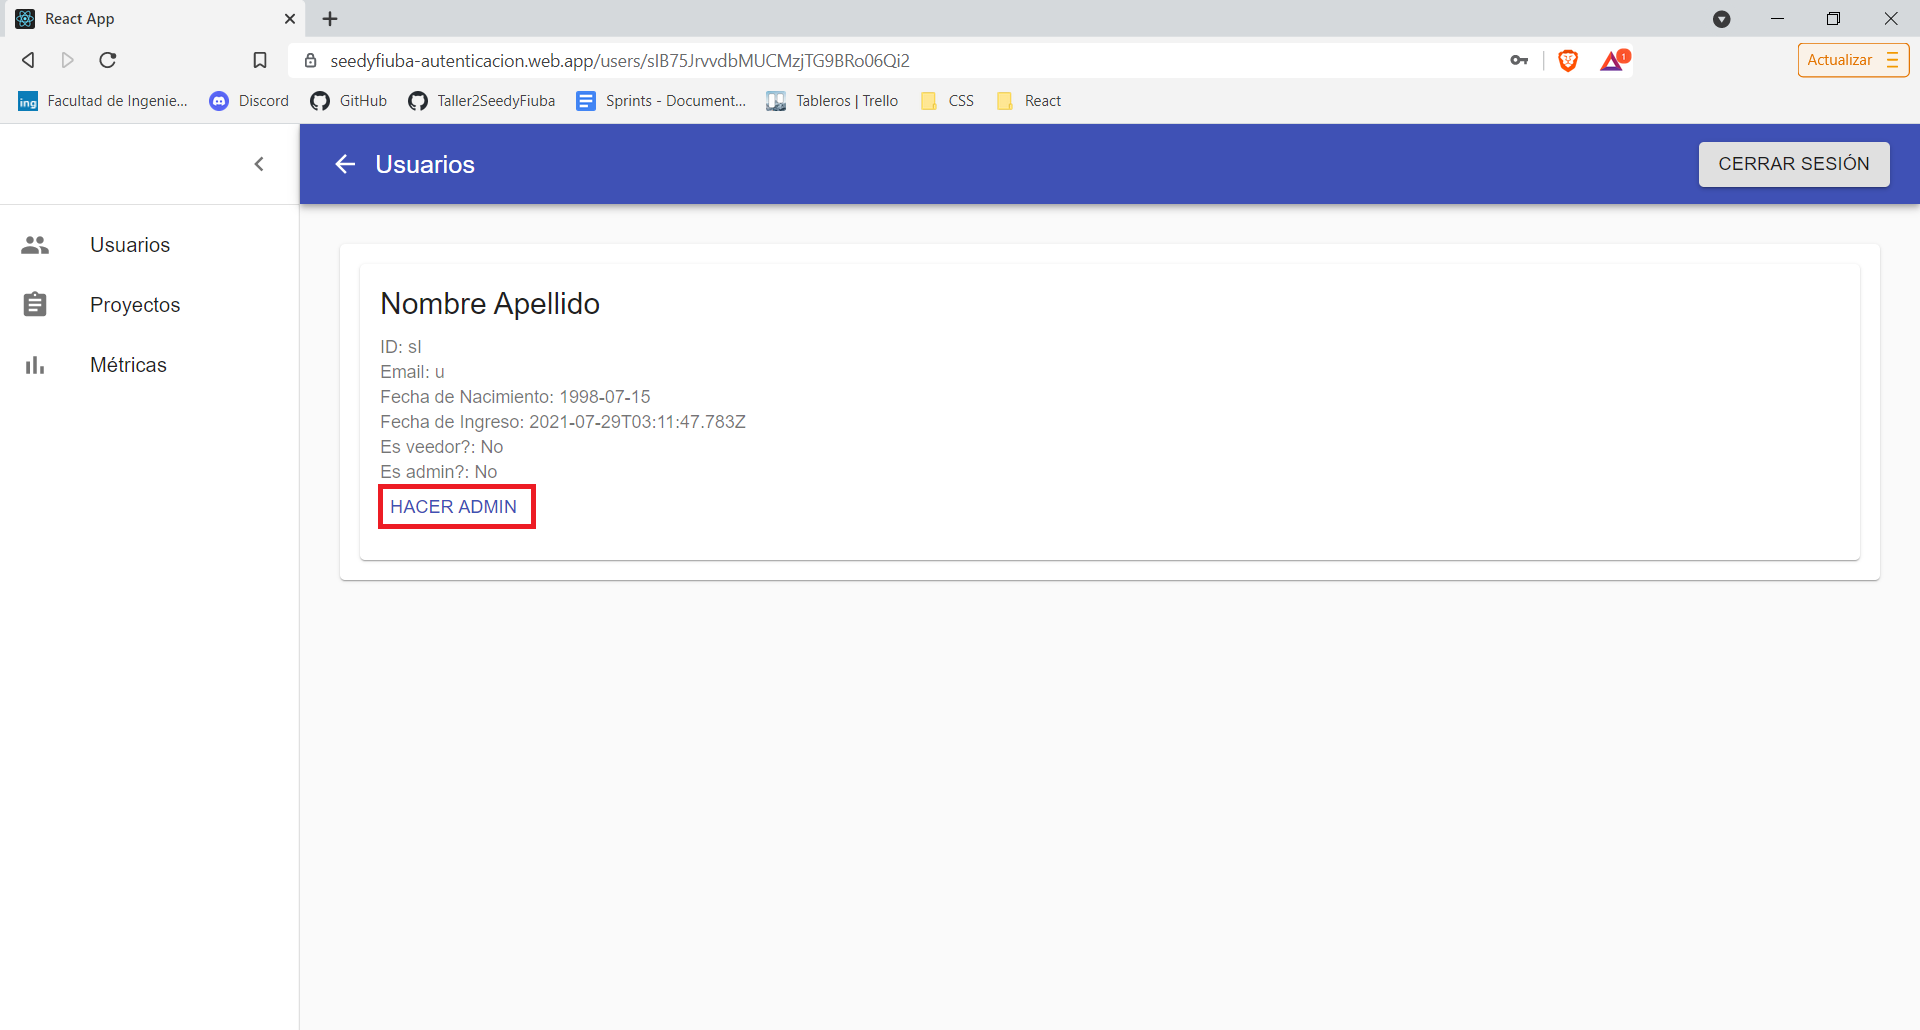 React App
seedyfiuba-autenticacion.web.app/users/sIB75JrvvdbMUCMzjTG9BRo06Qi2
1
Actualizar
ing Facultad de Ingenie... Discord GitHub Taller2SeedyFiuba Sprints - Document... Tableros | Trello CSS React
Usuarios
CERRAR SESIÓN
Usuarios
Proyectos
Métricas
Nombre Apellido
ID: sI
Email: u
Fecha de Nacimiento: 1998-07-15
Fecha de Ingreso: 2021-07-29T03:11:47.783Z
Es veedor?: No
Es admin?: No
HACER ADMIN